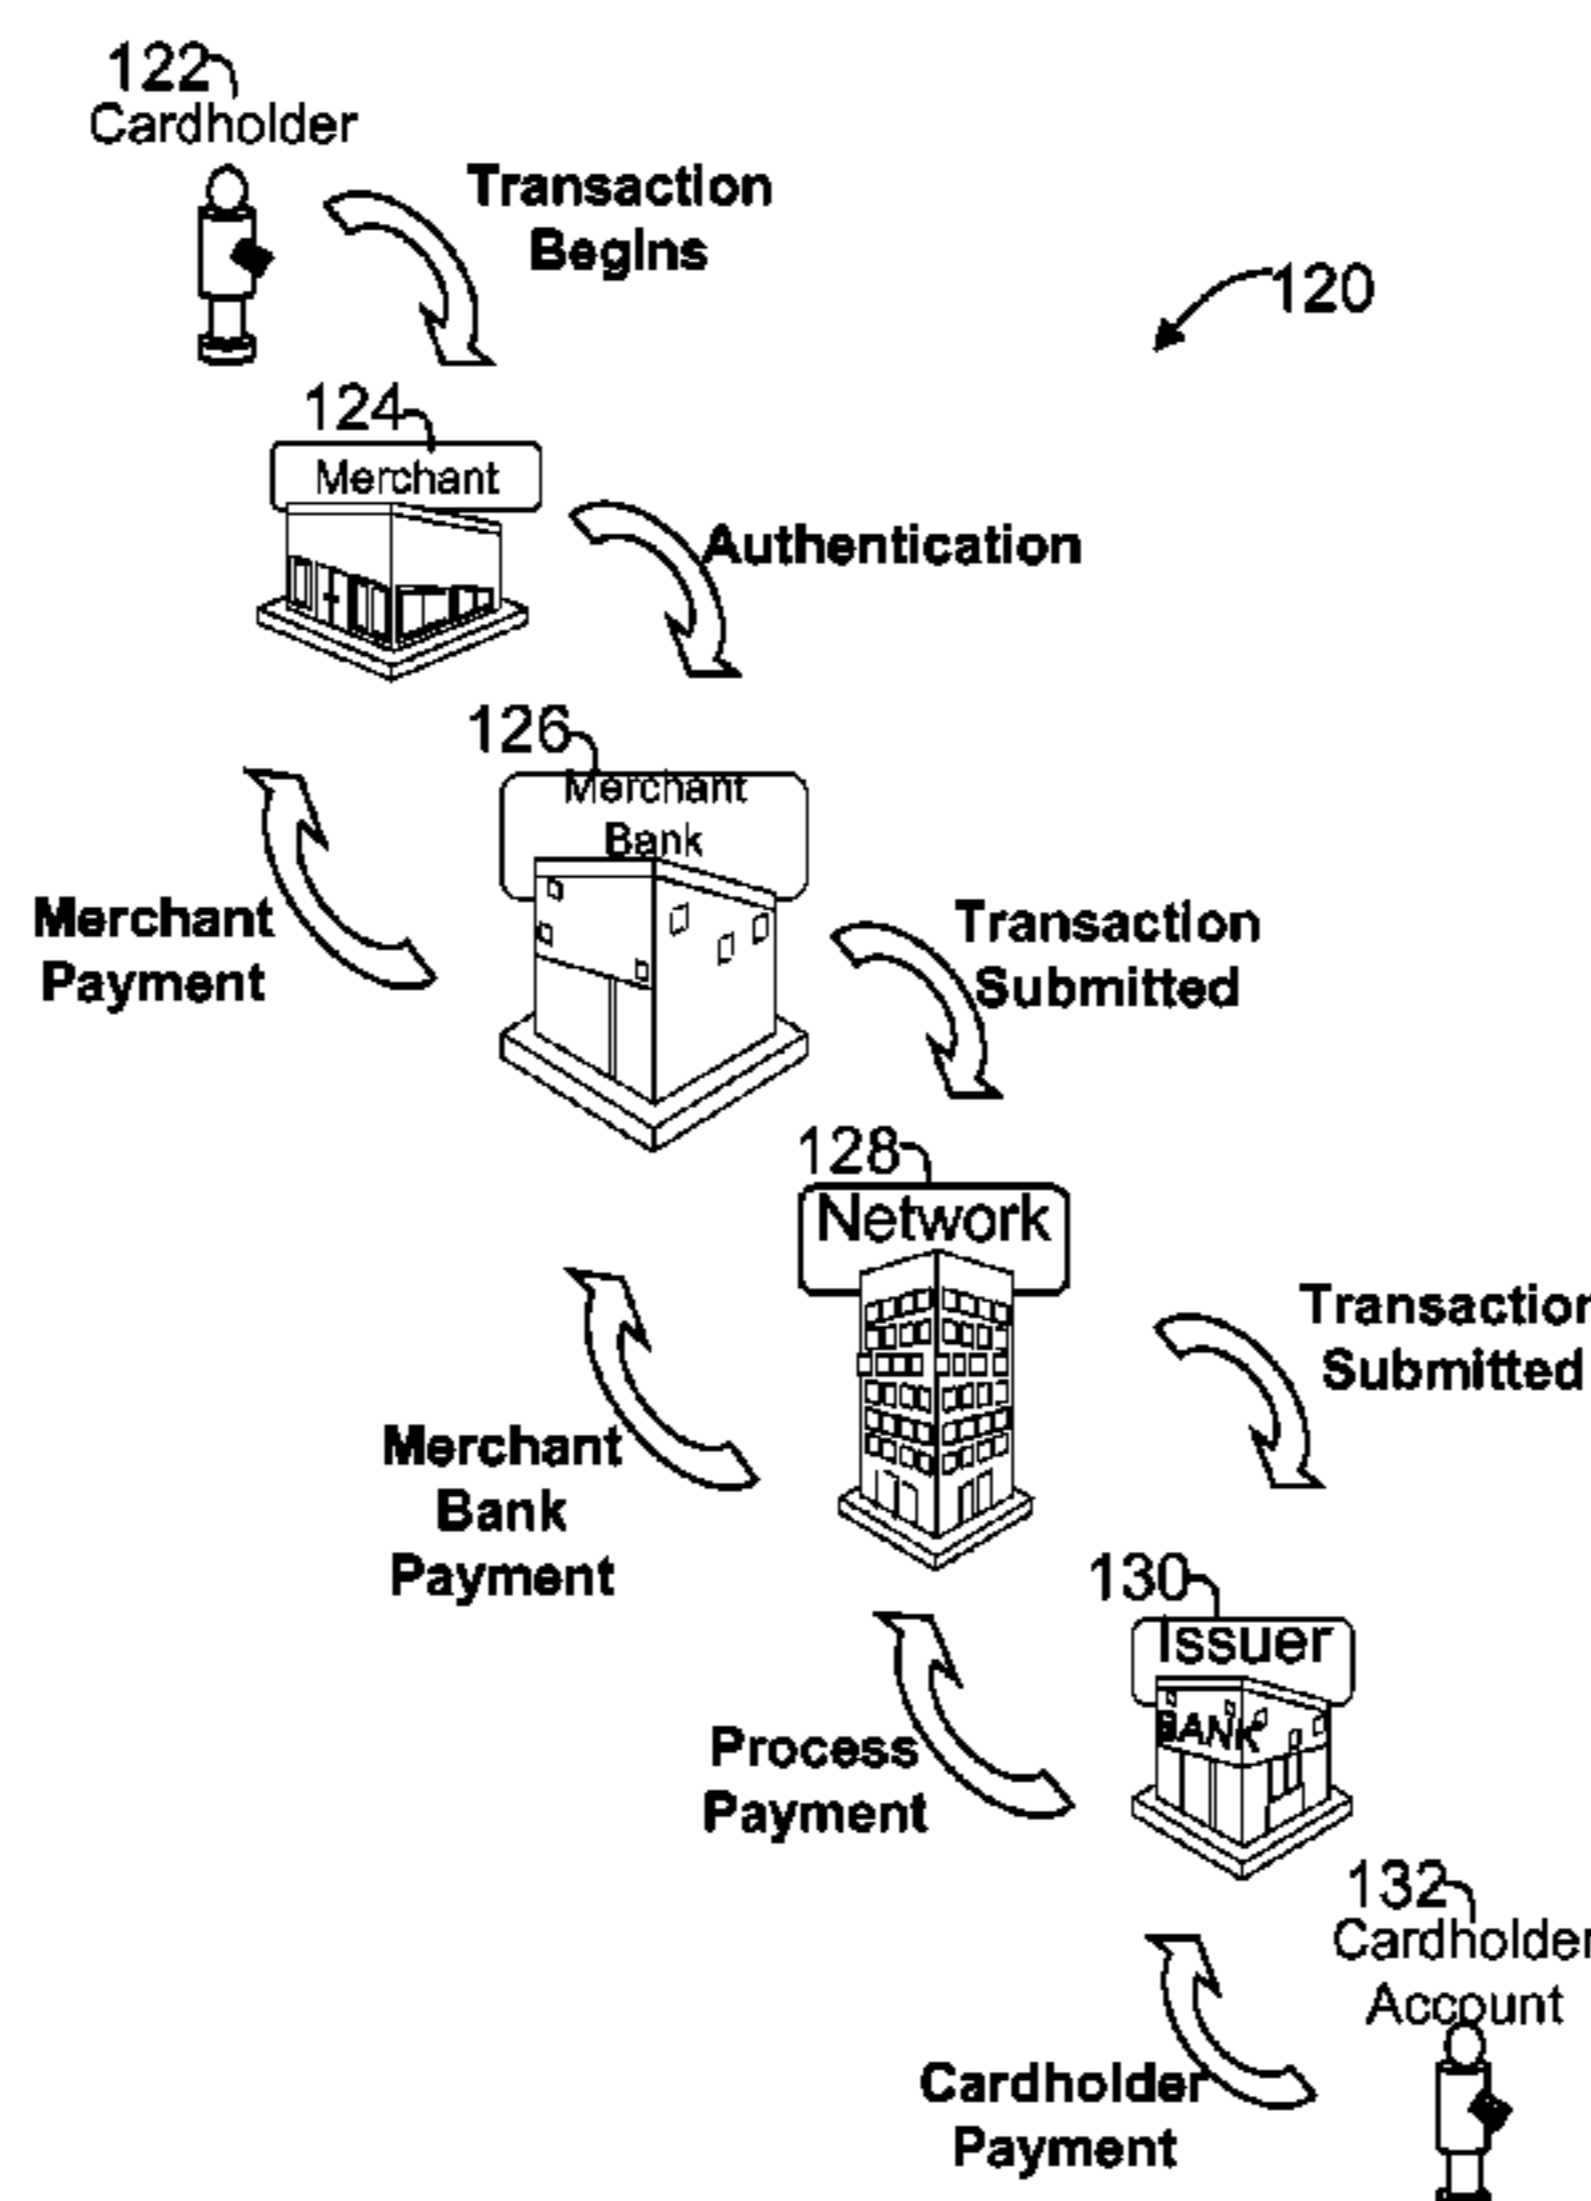 122
Cardholder
Transaction
Begins
120
124
Merchant
Authentication
126
Merchant
Bank
Merchant
Payment
Transaction
Submitted
128
Network
Transaction
Submitted
Merchant
Bank
Payment
130
Issuer
BANK
Process
Payment
132
Cardholder
Account
Cardholder
Payment